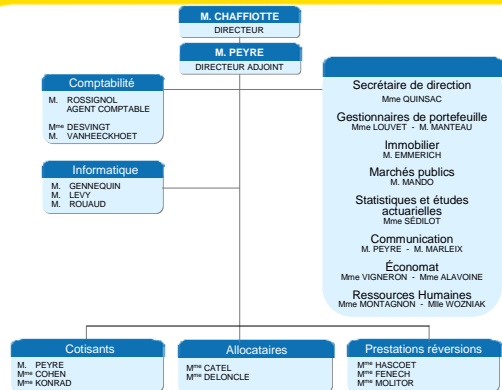 M. CHAFFIOTTE
DIRECTEUR
M. PEYRE
DIRECTEUR ADJOINT
Comptabilité
M. ROSSIGNOL
AGENT COMPTABLE
Mme DESVINGT
M. VANHEECKHOET
Informatique
M. GENNEQUIN
M. LEVY
M. ROUAUD
Secrétaire de direction
Mme QUINSAC
Gestionnaires de portefeuille
Mme LOUVET - M. MANTEAU
Immobilier
M. EMMERICH
Marchés publics
M. MANDO
Statistiques et études
actuarielles
Mme SÉDILOT
Communication
M. PEYRE - M. MARLEIX
Économat
Mme VIGNERON - Mme ALAVOINE
Ressources Humaines
Mme MONTAGNON - Mlle WOZNIAK
Cotisants
M. PEYRE
Mme COHEN
Mme KONRAD
Allocataires
Mme CATEL
Mme DELONCLE
Prestations réversions
Mme HASCOET
Mme FENECH
Mme MOLITOR